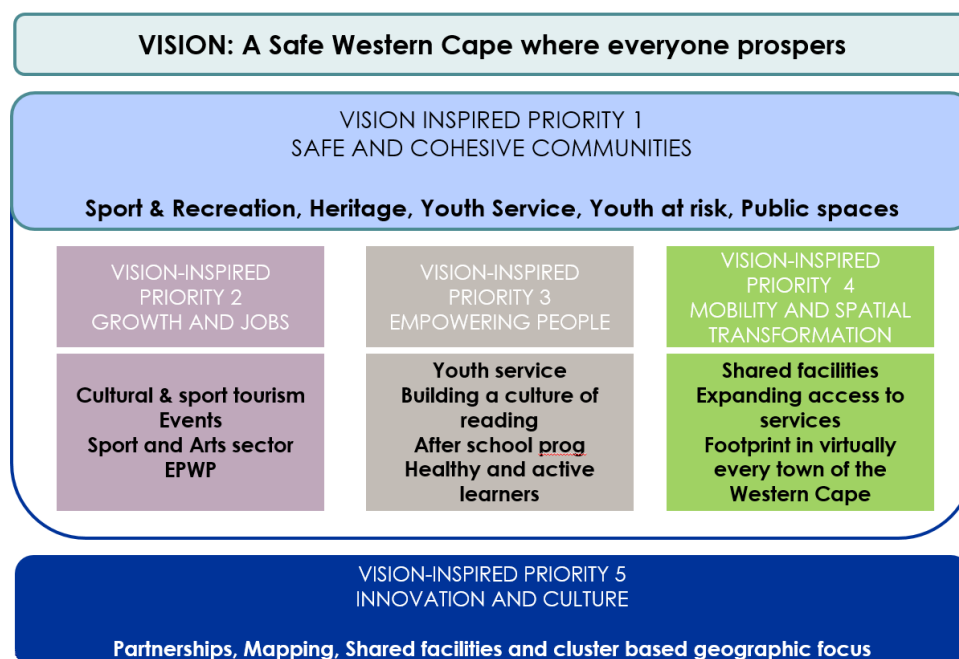 VISION: A Safe Western Cape where everyone prospers
VISION INSPIRED PRIORITY 1
SAFE AND COHESIVE COMMUNITIES
Sport & Recreation, Heritage, Youth Service, Youth at risk, Public spaces
VISION-INSPIRED
PRIORITY 2
GROWTH AND JOBS
Cultural & sport tourism
Events
Sport and Arts sector
EPWP
VISION-INSPIRED
PRIORITY 3
EMPOWERING PEOPLE
Youth service
Building a culture of
reading
After school prog
Healthy and active
learners
VISION-INSPIRED
PRIORITY 4
MOBILITY AND SPATIAL
TRANSFORMATION
Shared facilities
Expanding access to
services
Footprint in virtually
every town of the
Western Cape
VISION-INSPIRED PRIORITY 5
INNOVATION AND CULTURE
Partnerships, Mapping, Shared facilities and cluster based geographic focus